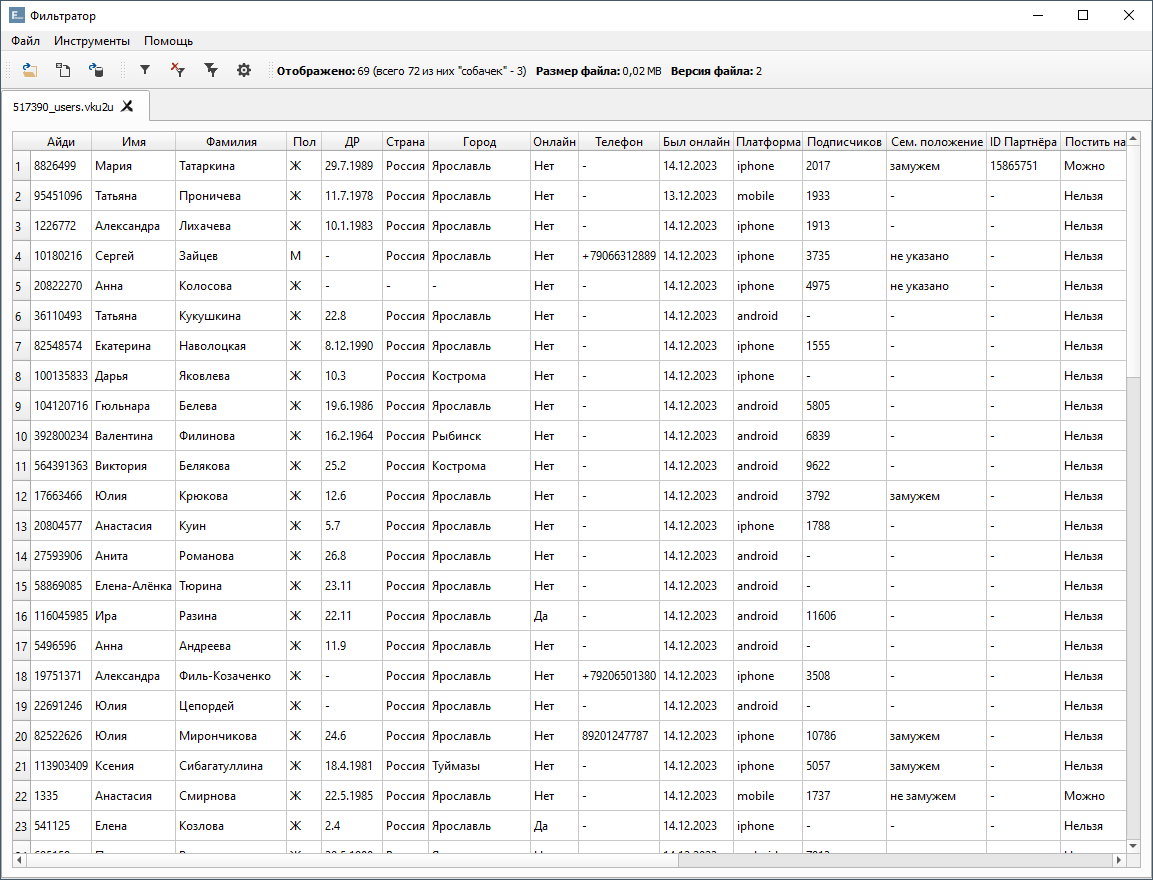 Фильтратор
Файл Инструменты Помощь
Отображено: 69 (всего 72 из них "собачек" - 3) Размер файла: 0,02 MB Версия файла: 2
517390_users.vku2u
Айди Имя Фамилия Пол ДР Страна Город Онлайн Телефон Был онлайн Платформа Подписчиков Сем. положение ID Партнёра Постить на
1 8826499 Мария Татаркина Ж 29.7.1989 Россия Ярославль Нет - 14.12.2023 iphone 2017 замужем 15865751 Можно
2 95451096 Татьяна Проничева Ж 11.7.1978 Россия Ярославль Нет - 13.12.2023 mobile 1933 - - Нельзя
3 1226772 Александра Лихачева Ж 10.1.1983 Россия Ярославль Нет - 14.12.2023 iphone 1913 - - Нельзя
4 10180216 Сергей Зайцев М - Россия Ярославль Нет +79066312889 14.12.2023 iphone 3735 не указано - Нельзя
5 20822270 Анна Колосова Ж - - - Нет - 14.12.2023 iphone 4975 не указано - Нельзя
6 36110493 Татьяна Кукушкина Ж 22.8 Россия Ярославль Нет - 14.12.2023 android - - - Нельзя
7 82548574 Екатерина Наволоцкая Ж 8.12.1990 Россия Ярославль Нет - 14.12.2023 iphone 1555 - - Нельзя
8 100135833 Дарья Яковлева Ж 10.3 Россия Кострома Нет - 14.12.2023 iphone - - - Нельзя
9 104120716 Гюльнара Белева Ж 19.6.1986 Россия Ярославль Нет - 14.12.2023 android 5805 - - Нельзя
10 392800234 Валентина Филинова Ж 16.2.1964 Россия Рыбинск Нет - 14.12.2023 android 6839 - - Нельзя
11 564391363 Виктория Белякова Ж 25.2 Россия Кострома Нет - 14.12.2023 android 9622 - - Нельзя
12 17663466 Юлия Крюкова Ж 12.6 Россия Ярославль Нет - 14.12.2023 android 3792 замужем - Нельзя
13 20804577 Анастасия Куин Ж 5.7 Россия Ярославль Нет - 14.12.2023 iphone 1788 - - Нельзя
14 27593906 Анита Романова Ж 26.8 Россия Ярославль Нет - 14.12.2023 android - - - Нельзя
15 58869085 Елена-Алёнка Тюрина Ж 23.11 Россия Ярославль Нет - 14.12.2023 android - - - Нельзя
16 116045985 Ира Разина Ж 22.11 Россия Ярославль Да - 14.12.2023 android 11606 - - Нельзя
17 5496596 Анна Андреева Ж 11.9 Россия Ярославль Нет - 14.12.2023 android - - - Нельзя
18 19751371 Александра Филь-Козаченко Ж - Россия Ярославль Нет +79206501380 14.12.2023 iphone 3508 - - Нельзя
19 22691246 Юлия Цепордей Ж - Россия Ярославль Нет - 14.12.2023 android - - - Нельзя
20 82522626 Юлия Мирончикова Ж 24.6 Россия Ярославль Нет 89201247787 14.12.2023 iphone 10786 замужем - Нельзя
21 113903409 Ксения Сибагатуллина Ж 18.4.1981 Россия Туймазы Нет - 14.12.2023 iphone 5057 замужем - Нельзя
22 1335 Анастасия Смирнова Ж 22.5.1985 Россия Ярославль Нет - 14.12.2023 mobile 1737 не замужем - Можно
23 541125 Елена Козлова Ж 2.4 Россия Ярославль Да - 14.12.2023 iphone - - - Нельзя